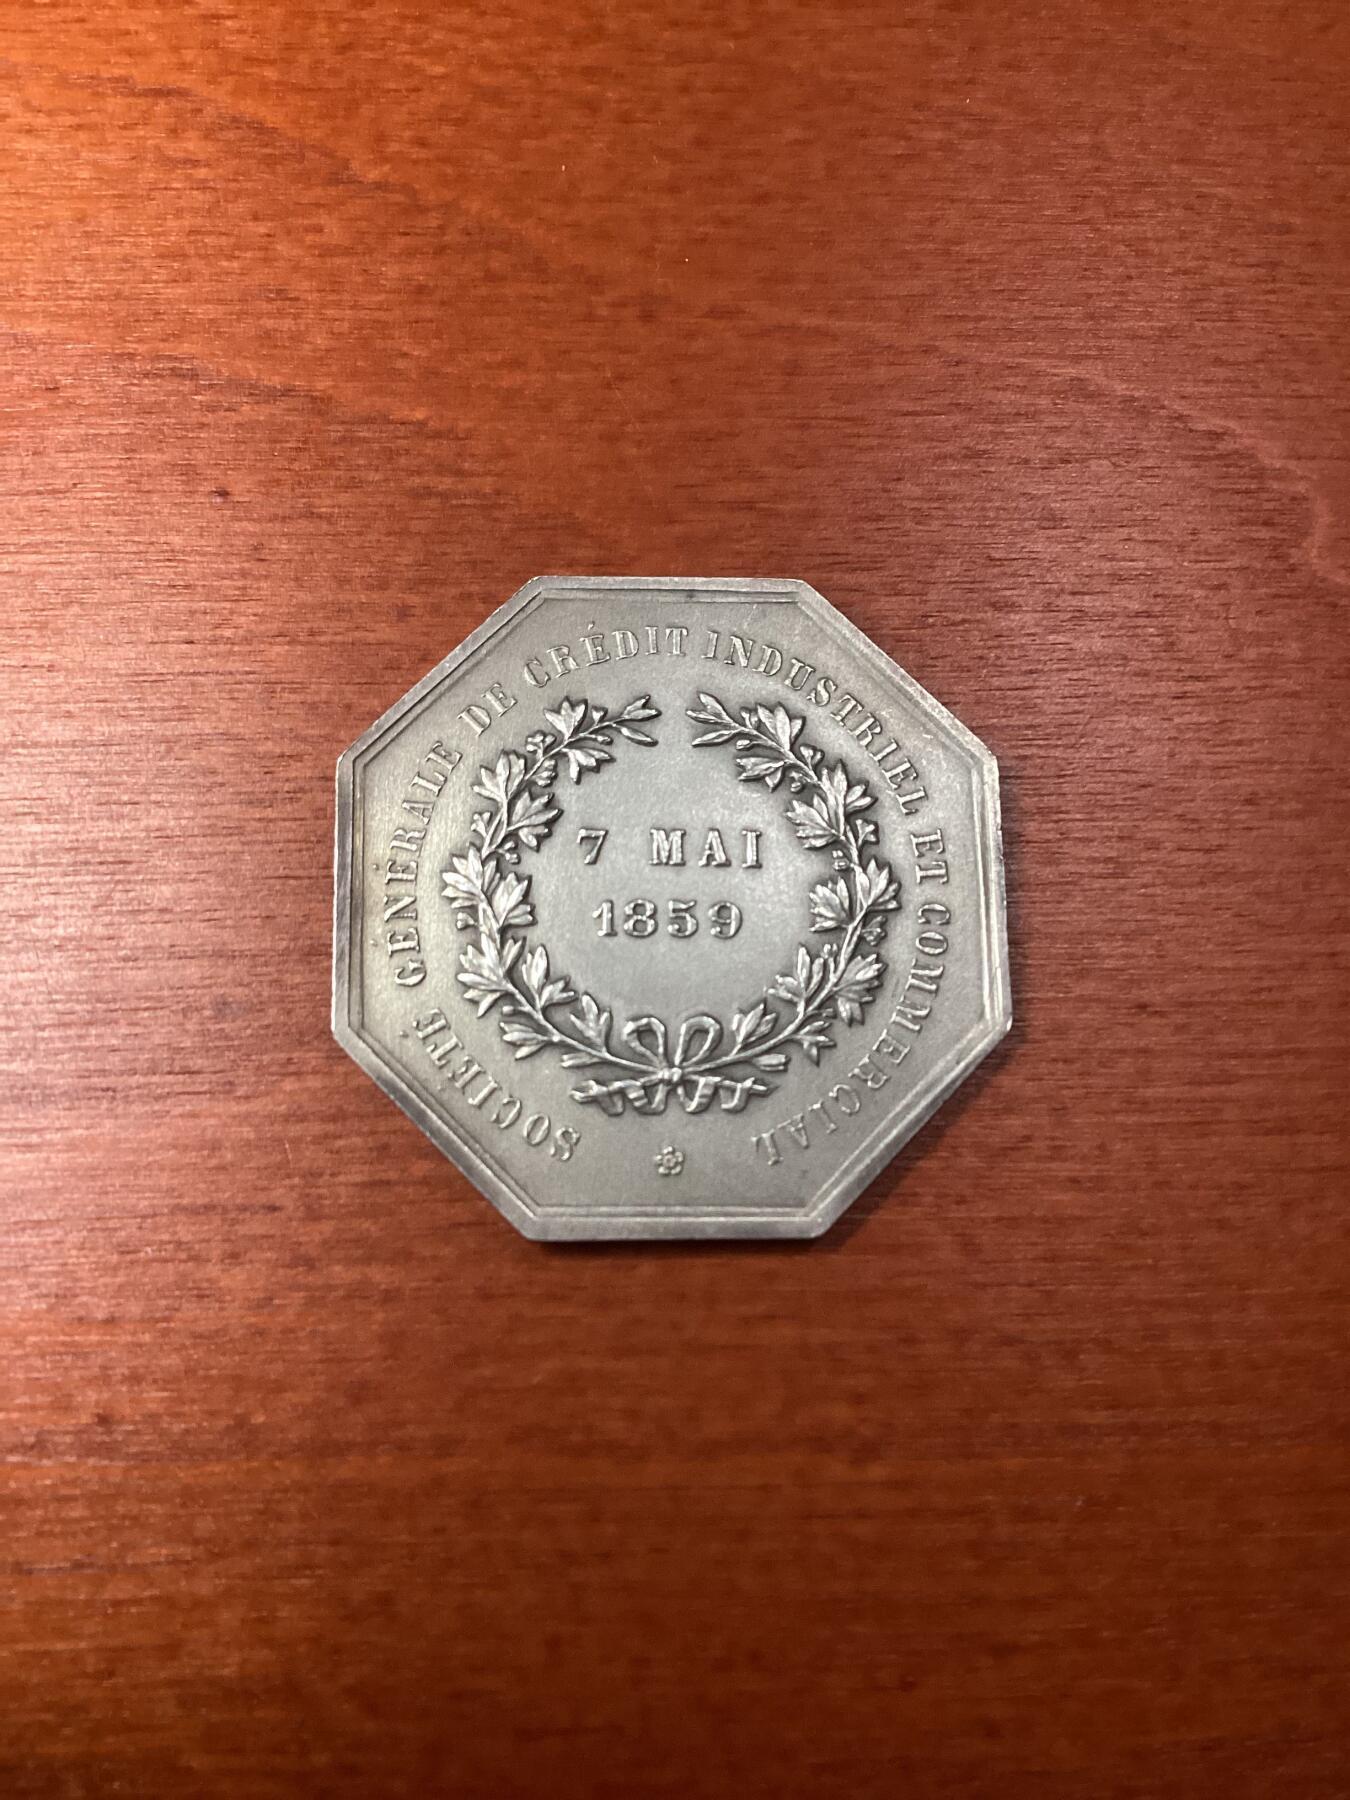 SOCIÉTÉ GÉNÉRALE DE CRÉDIT INDUSTRIEL ET COMMERCIAL
7 MAI
1859